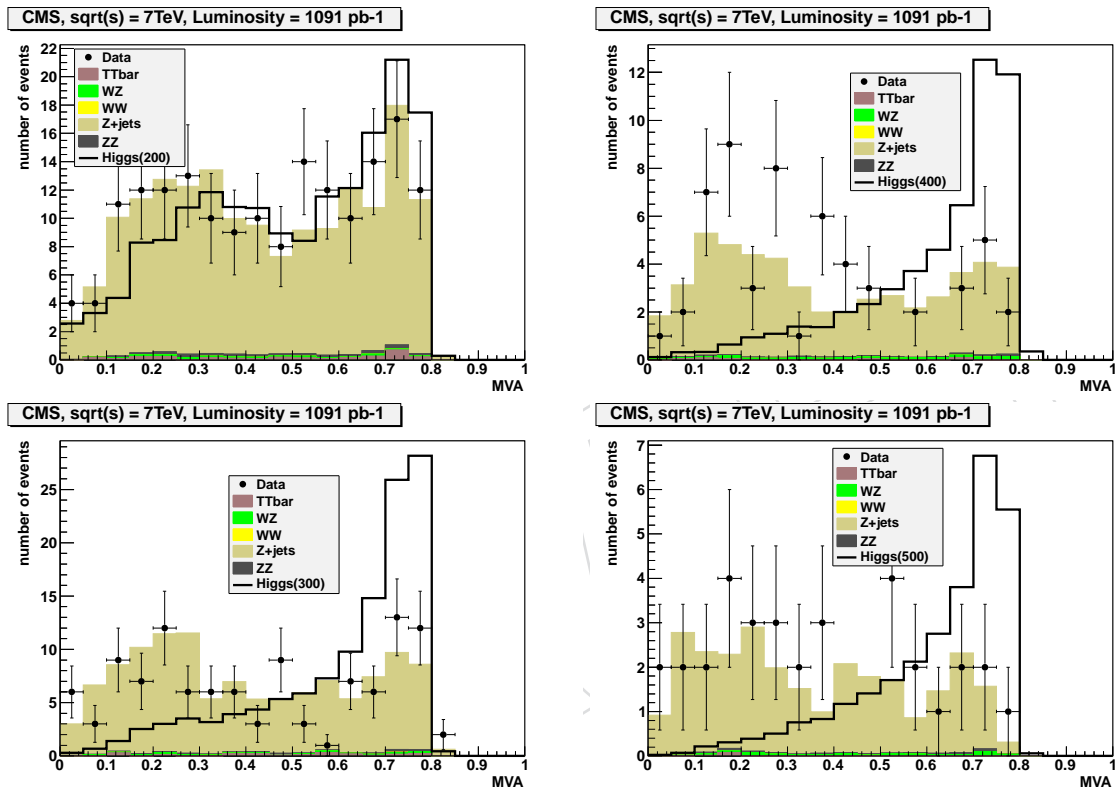 CMS, sqrt(s) = 7TeV, Luminosity = 1091 pb-1
number of events
22
20
18
16
14
12
10
8
6
4
2
0
Data
TTbar
WZ
WW
Z+jets
ZZ
Higgs(200)
0 0.1 0.2 0.3 0.4 0.5 0.6 0.7 0.8 0.9 1
MVA
CMS, sqrt(s) = 7TeV, Luminosity = 1091 pb-1
number of events
12
10
8
6
4
2
0
Data
TTbar
WZ
WW
Z+jets
ZZ
Higgs(400)
0 0.1 0.2 0.3 0.4 0.5 0.6 0.7 0.8 0.9 1
MVA
CMS, sqrt(s) = 7TeV, Luminosity = 1091 pb-1
number of events
25
20
15
10
5
0
Data
TTbar
WZ
WW
Z+jets
ZZ
Higgs(300)
0 0.1 0.2 0.3 0.4 0.5 0.6 0.7 0.8 0.9 1
MVA
CMS, sqrt(s) = 7TeV, Luminosity = 1091 pb-1
number of events
7
6
5
4
3
2
1
0
Data
TTbar
WZ
WW
Z+jets
ZZ
Higgs(500)
0 0.1 0.2 0.3 0.4 0.5 0.6 0.7 0.8 0.9 1
MVA